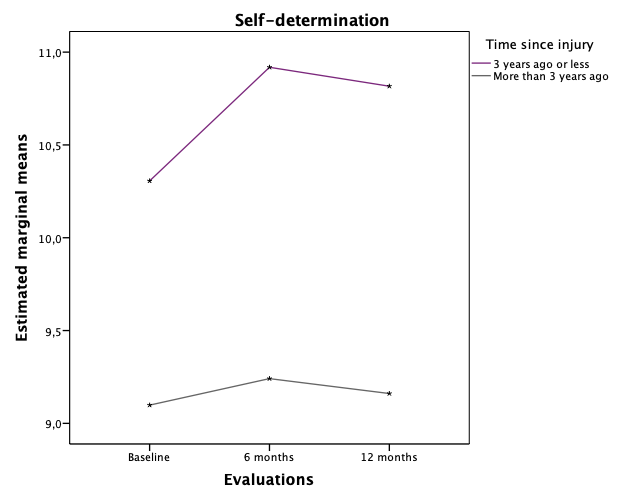 Self-determination
Time since injury
3 years ago or less
More than 3 years ago
Estimated marginal means
11,0
10,5
10,0
9,5
9,0
Baseline
6 months
12 months
Evaluations